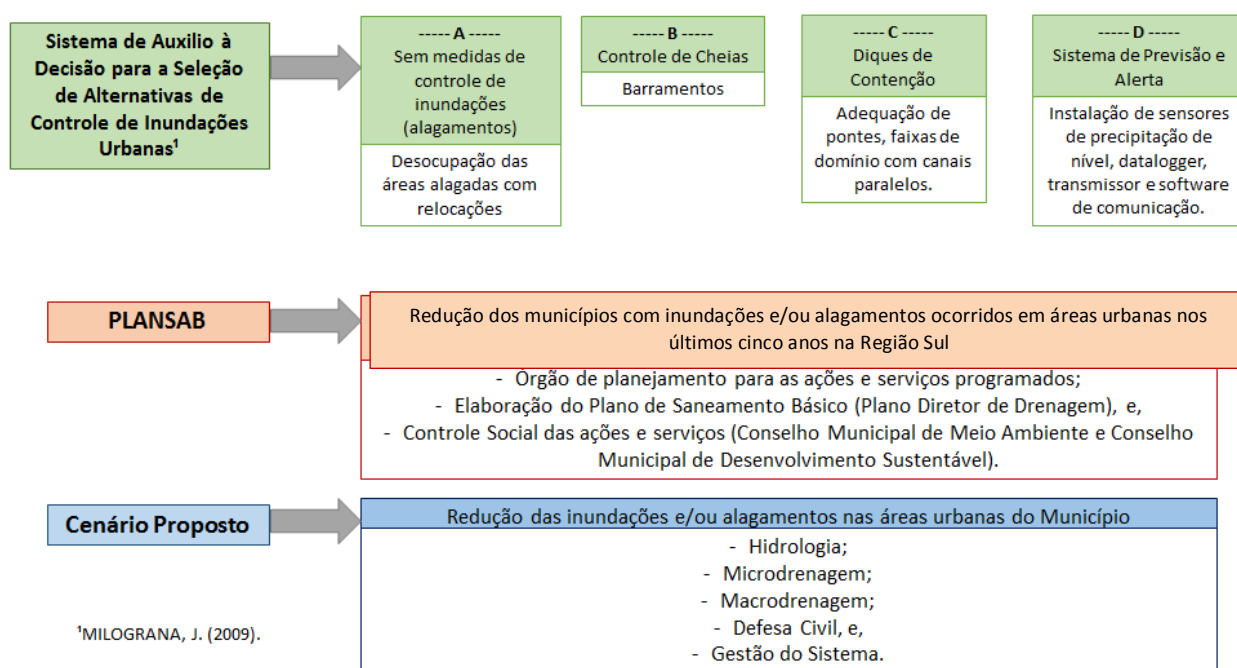 Sistema de Auxilio à
Decisão para a Seleção
de Alternativas de
Controle de Inundações
Urbanas¹
----- A -----
Sem medidas de
controle de
inundações
(alagamentos)
Desocupação das
áreas alagadas com
relocações
----- B -----
Controle de Cheias
Barramentos
----- C -----
Diques de
Contenção
Adequação de
pontes, faixas de
domínio com canais
paralelos.
----- D -----
Sistema de Previsão e
Alerta
Instalação de sensores
de precipitação de
nível, datalogger,
transmissor e software
de comunicação.
PLANSAB
Redução dos municípios com inundações e/ou alagamentos ocorridos em áreas urbanas nos
últimos cinco anos na Região Sul
- Órgão de planejamento para as ações e serviços programados;
- Elaboração do Plano de Saneamento Básico (Plano Diretor de Drenagem), e,
- Controle Social das ações e serviços (Conselho Municipal de Meio Ambiente e Conselho
Municipal de Desenvolvimento Sustentável).
Cenário Proposto
Redução das inundações e/ou alagamentos nas áreas urbanas do Município
- Hidrologia;
- Microdrenagem;
- Macrodrenagem;
- Defesa Civil, e,
- Gestão do Sistema.
¹MILOGRANA, J. (2009).